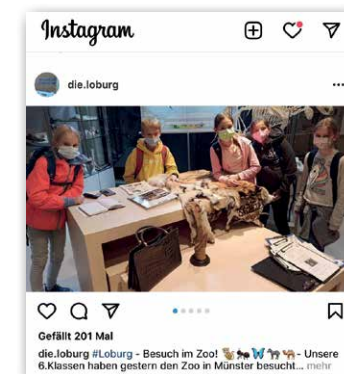 Instagram
die.loburg
Gefällt 201 Mal
die.loburg #Loburg - Besuch im Zoo! - Unsere
6.Klassen haben gestern den Zoo in Münster besucht... mehr